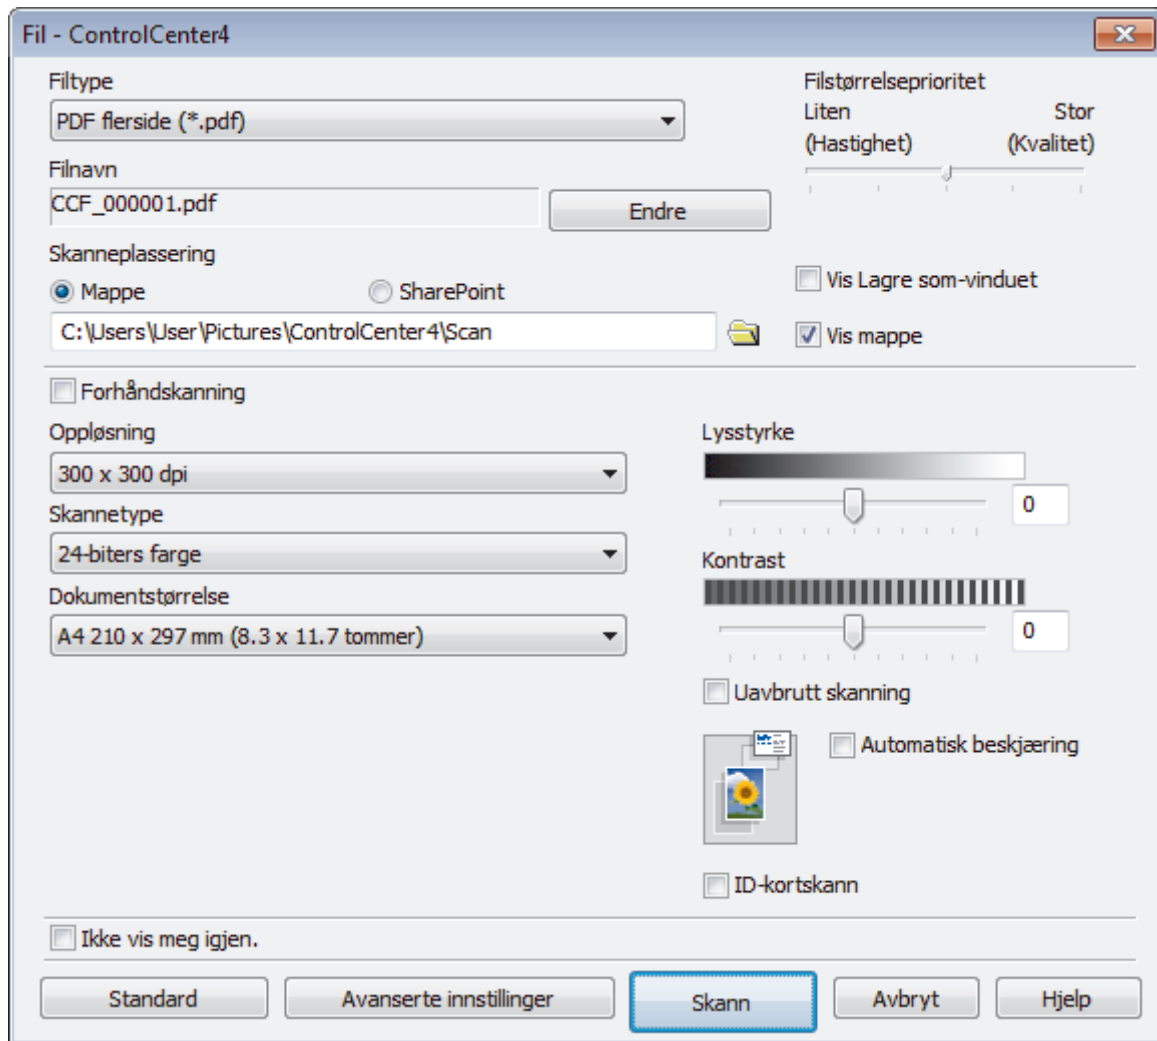 Fil - ControlCenter4
Filtype
PDF flerside (*.pdf)
Filnavn
CCF_000001.pdf
Endre
Filstørrelseprioritet
Liten Stor
(Hastighet) (Kvalitet)
Skanneplassering
Mappe SharePoint
C:\Users\User\Pictures\ControlCenter4\Scan
Vis Lagre som-vinduet
Vis mappe
Forhåndskanning
Oppløsning
300 x 300 dpi
Skannetype
24-biters farge
Dokumentstørrelse
A4 210 x 297 mm (8.3 x 11.7 tommer)
Lysstyrke
0
Kontrast
0
Uavbrutt skanning
Automatisk beskjæring
ID-kortskann
Ikke vis meg igjen.
Standard Avanserte innstillinger Skann Avbryt Hjelp